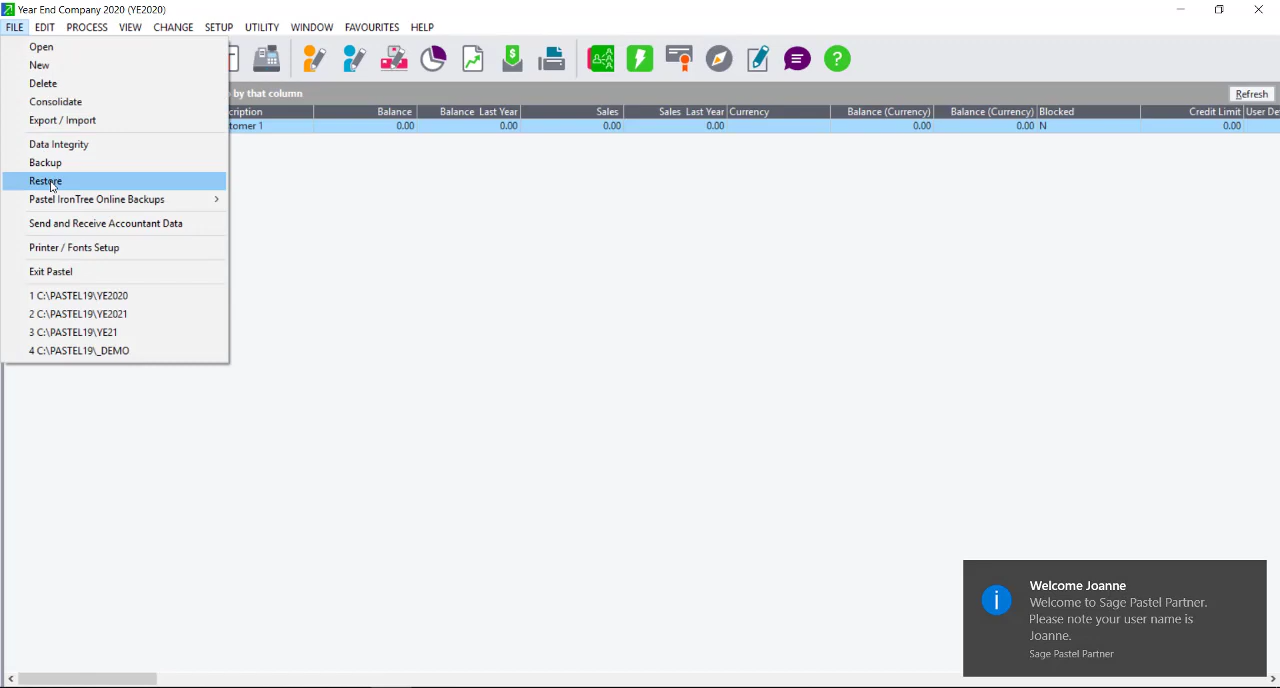 Year End Company 2020 (YE2020)
FILE EDIT PROCESS VIEW CHANGE SETUP UTILITY WINDOW FAVOURITES HELP
Open
New
Delete
Consolidate
Export / Import
Data Integrity
Backup
Restore
Pastel IronTree Online Backups
Send and Receive Accountant Data
Printer / Fonts Setup
Exit Pastel
1 C:\PASTEL19\YE2020
2 C:\PASTEL19\YE2021
3 C:\PASTEL19\YE21
4 C:\PASTEL19\_DEMO
by that column
Refresh
cription Balance Balance Last Year Sales Sales Last Year Currency Balance (Currency) Balance (Currency) Blocked Credit Limit User De
tomer 1 0.00 0.00 0.00 0.00 0.00 0.00 N 0.00
Welcome Joanne
Welcome to Sage Pastel Partner.
Please note your user name is
Joanne.
Sage Pastel Partner